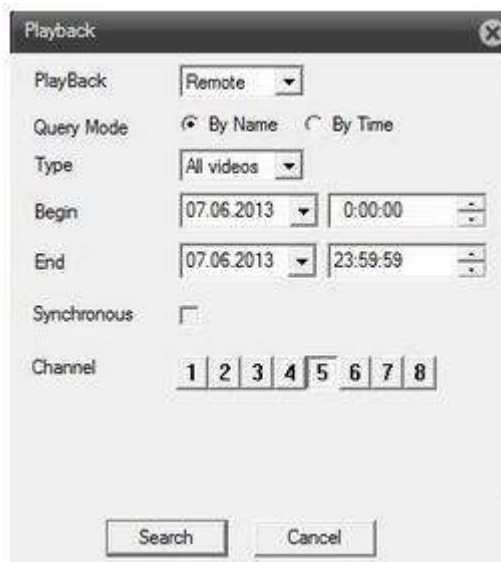 Playback
PlayBack Remote
Query Mode By Name By Time
Type All videos
Begin 07.06.2013 0:00:00
End 07.06.2013 23:59:59
Synchronous
Channel 1 2 3 4 5 6 7 8
Search Cancel